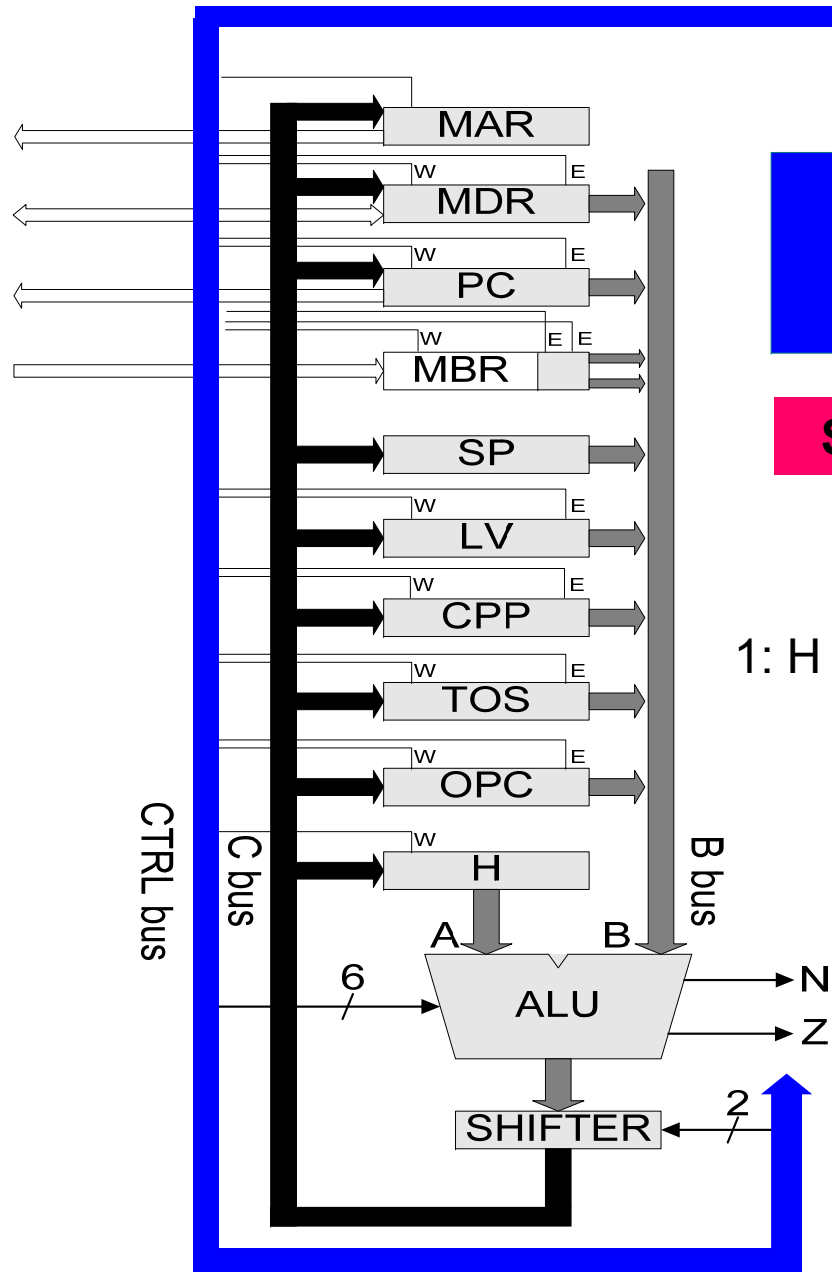 MAR
W E
MDR
W E
PC
W E E
MBR
SP
W E
LV
W E
CPP
1: H
W E
TOS
W E
OPC
W
H
CTRL bus
C bus
B bus
A B
6
ALU
N
Z
2
SHIFTER